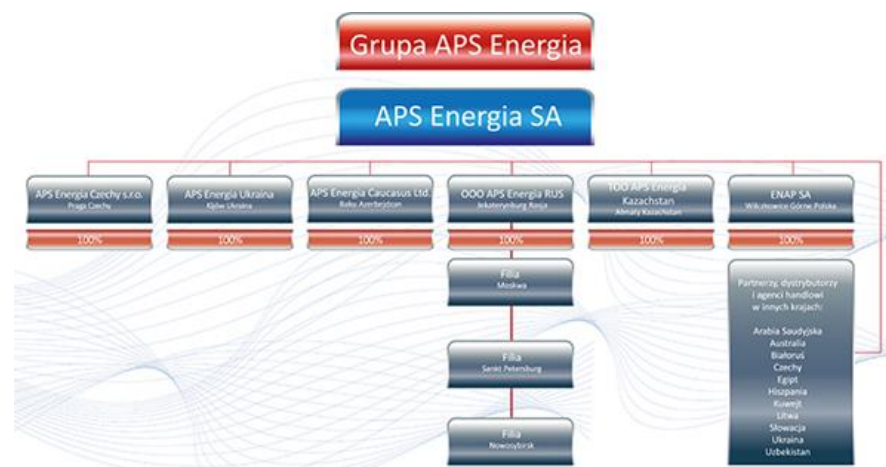 Grupa APS Energia
APS Energia SA
APS Energia Czechy s.r.o.
Praga Czechy
100%
APS Energia Ukraina
Kijów Ukraina
100%
APS Energia Caucasus Ltd.
Baku Azerbejdżan
100%
OOO APS Energia RUS
Jekaterynburg Rosja
100%
TOO APS Energia
Kazachstan
Ałmaty Kazachstan
100%
ENAP SA
Wilczkowice Górne Polska
100%
Filia
Moskwa
Filia
Sankt Petersburg
Filia
Nowosybirsk
Partnerzy, dystrybutorzy
i agenci handlowi
w innych krajach:
Arabia Saudyjska
Australia
Białoruś
Czechy
Egipt
Hiszpania
Kuwejt
Litwa
Słowacja
Ukraina
Uzbekistan